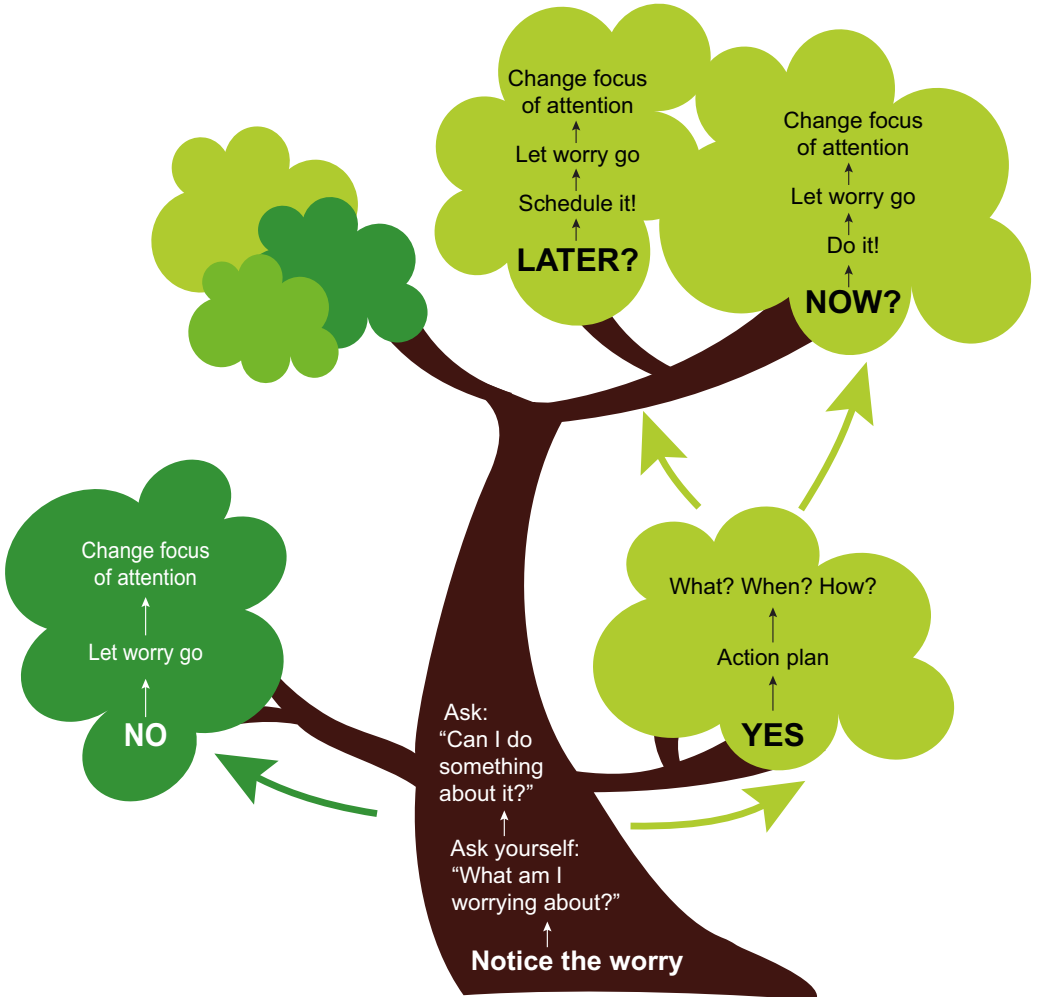 Change focus
of attention
Let worry go
Schedule it!
LATER?
Change focus
of attention
Let worry go
Do it!
NOW?
Change focus
of attention
Let worry go
NO
What? When? How?
Action plan
YES
Ask:
“Can I do
something
about it?”
Ask yourself:
“What am I
worrying about?”
Notice the worry